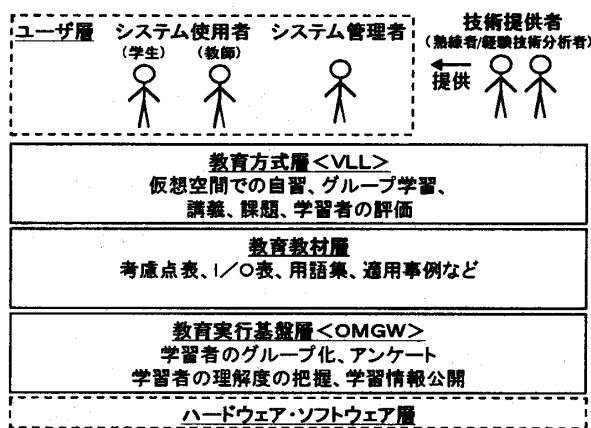 ユーザ層 システム使用者 システム管理者
(学生) (教師)
技術提供者
(熟練者/経験技術分析者)
提供
教育方式層<VLL>
仮想空間での自習、グループ学習、
講義、課題、学習者の評価
教育教材層
考慮点表、I/O表、用語集、適用事例など
教育実行基盤層<OMGW>
学習者のグループ化、アンケート
学習者の理解度の把握、学習情報公開
ハードウェア・ソフトウェア層